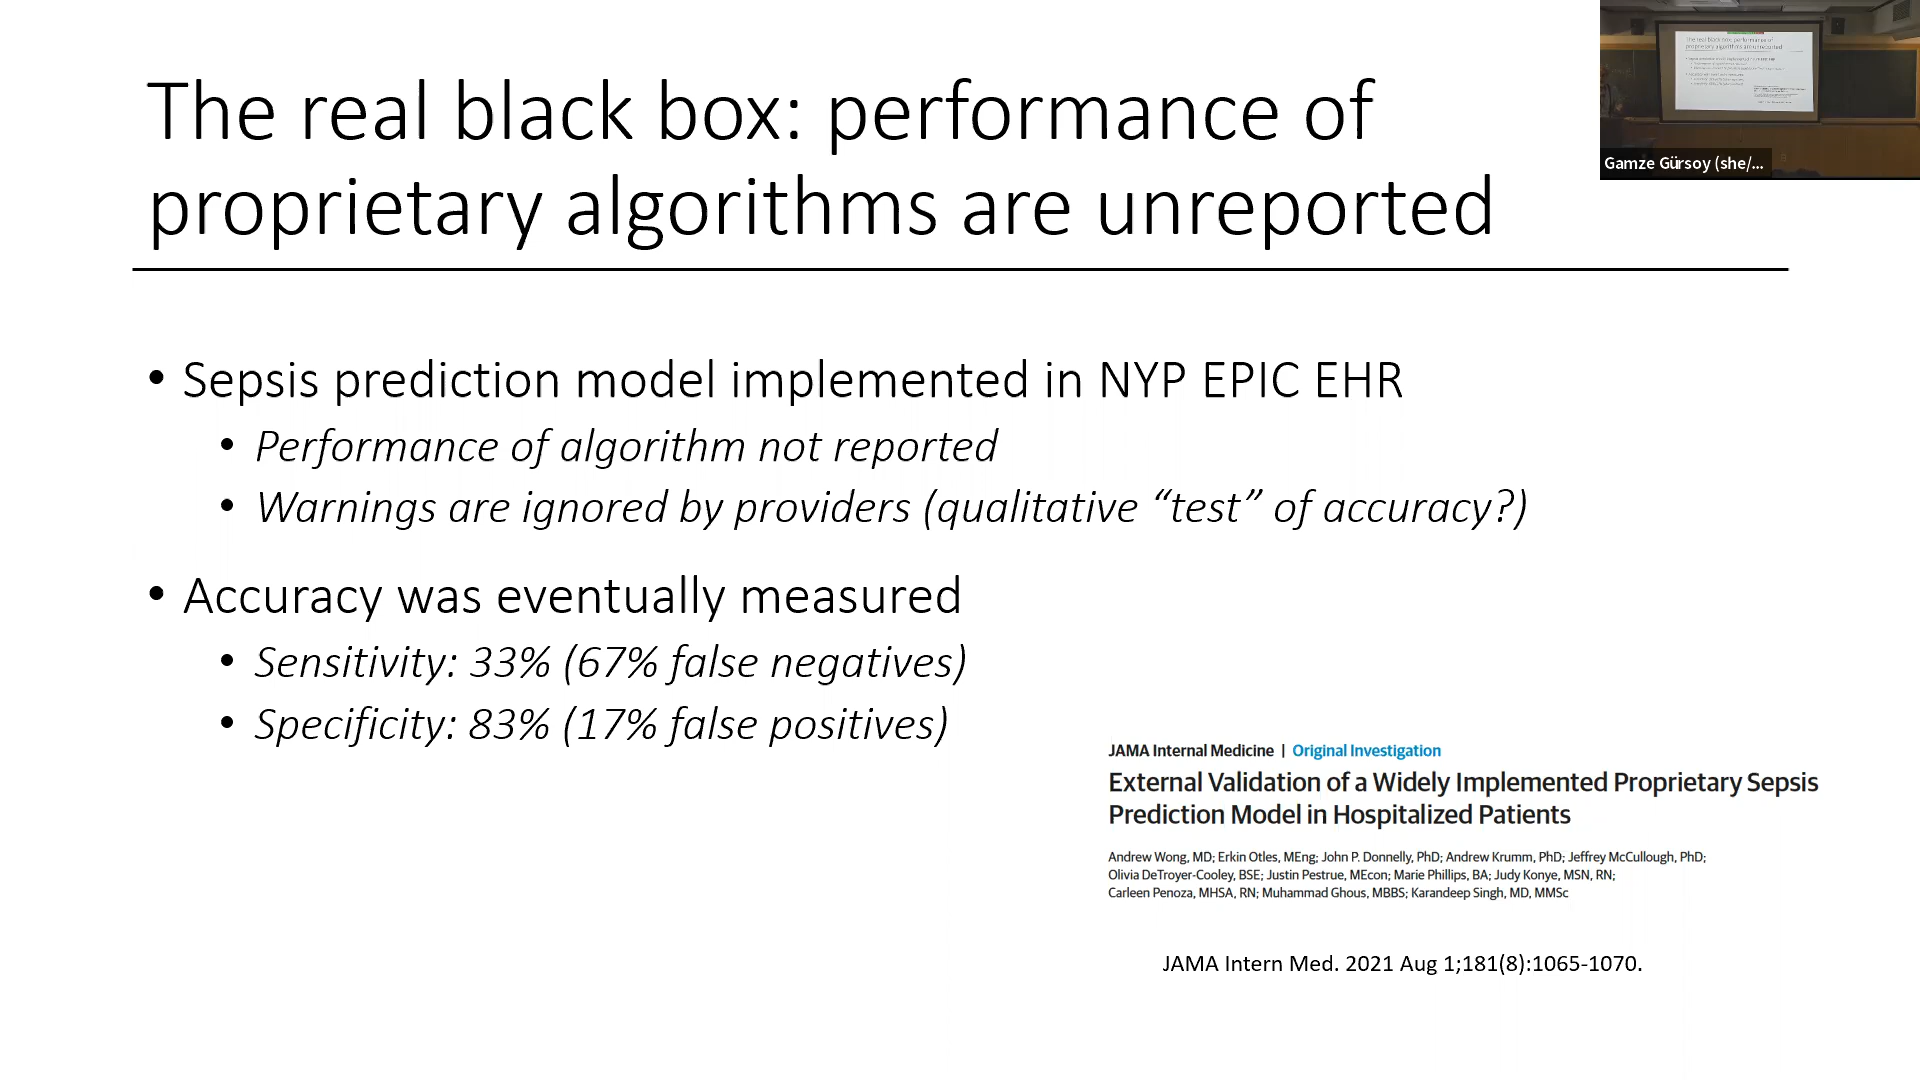 The real black box: performance of
proprietary algorithms are unreported
Gamze Gürsoy (she/...
• Sepsis prediction model implemented in NYP EPIC EHR
• Performance of algorithm not reported
• Warnings are ignored by providers (qualitative “test” of accuracy?)
• Accuracy was eventually measured
• Sensitivity: 33% (67% false negatives)
• Specificity: 83% (17% false positives)
JAMA Internal Medicine | Original Investigation
External Validation of a Widely Implemented Proprietary Sepsis
Prediction Model in Hospitalized Patients
Andrew Wong, MD; Erkin Otles, MEng; John P. Donnelly, PhD; Andrew Krumm, PhD; Jeffrey McCullough, PhD;
Olivia DeTroyer-Cooley, BSE; Justin Pestrue, MEcon; Marie Phillips, BA; Judy Konye, MSN, RN;
Carleen Penoza, MHSA, RN; Muhammad Ghous, MBBS; Karandeep Singh, MD, MMSc
JAMA Intern Med. 2021 Aug 1;181(8):1065-1070.